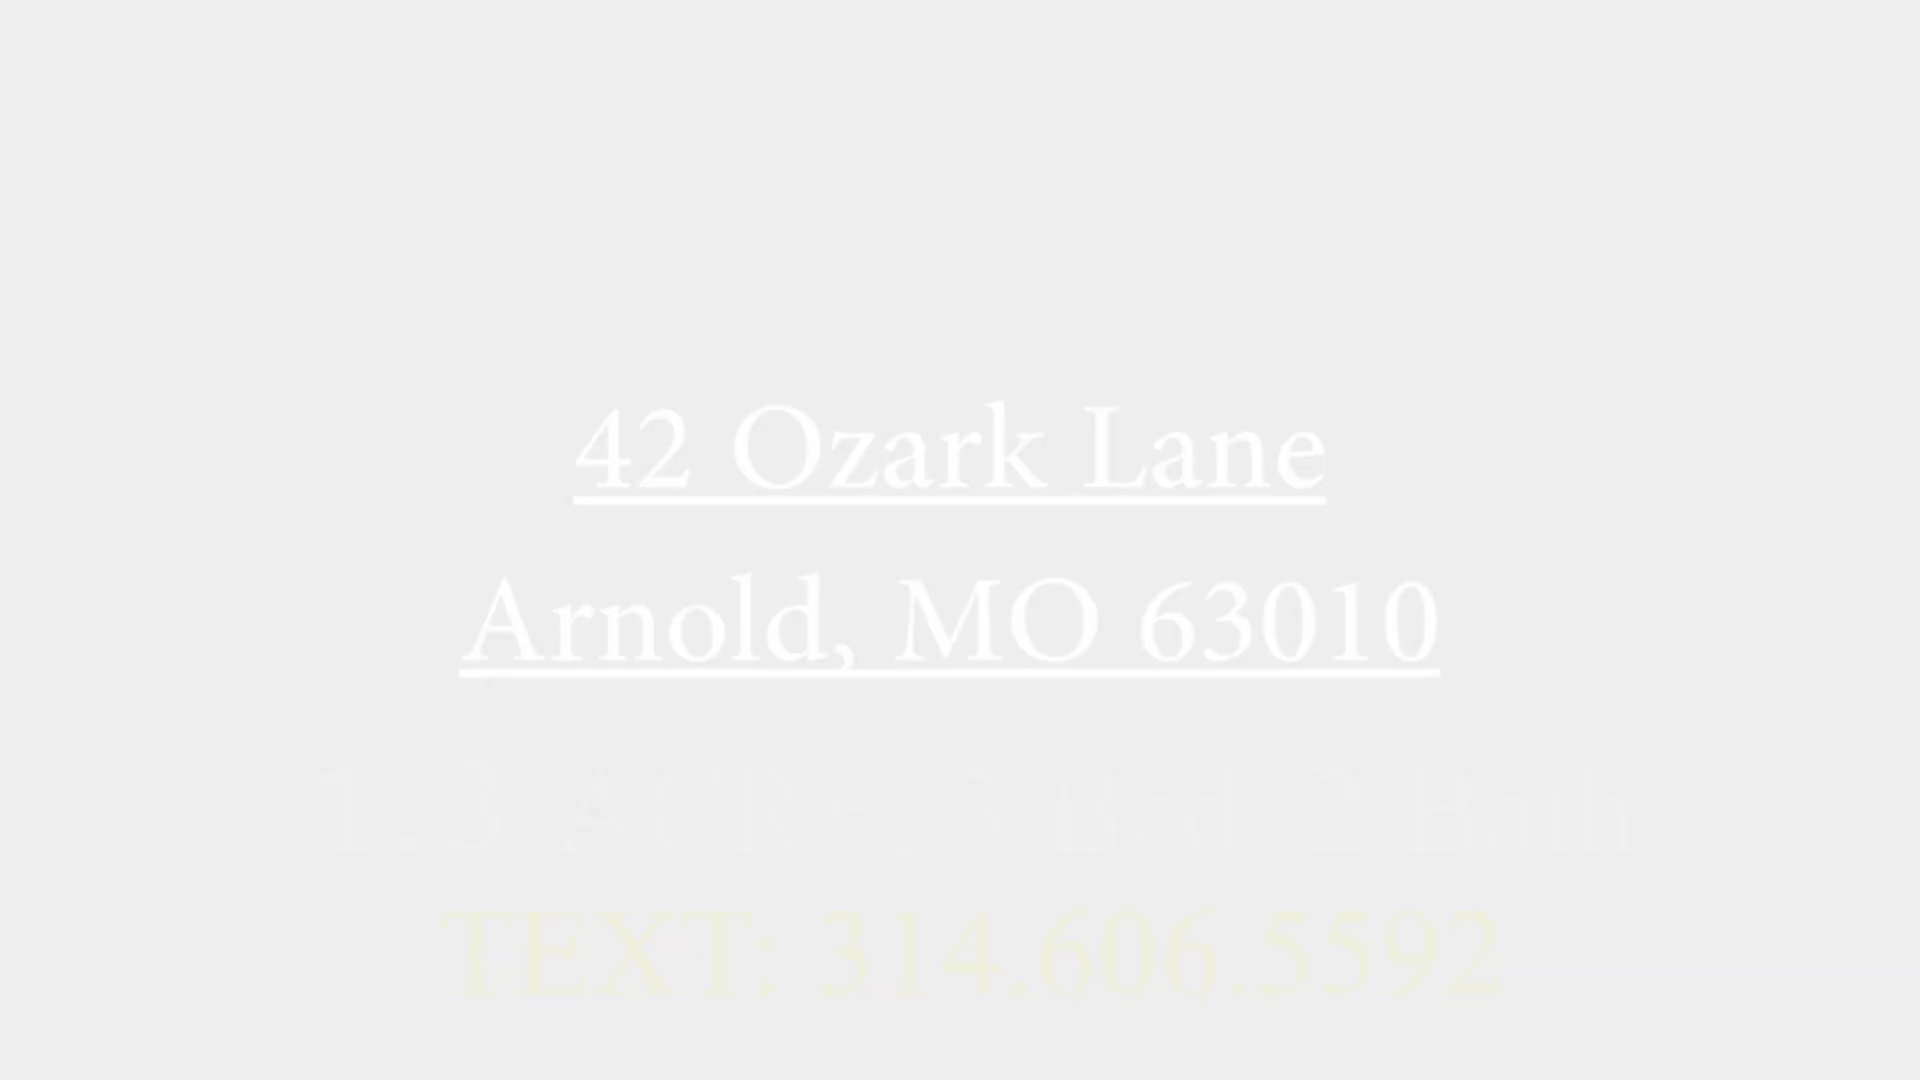 42 Ozark Lane
Arnold, MO 63010
1.3 ACRE, 3 Bed, 2 Bath
TEXT: 314.606.5592